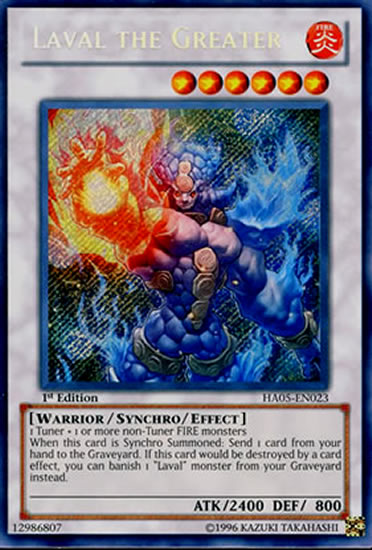 LAVAL THE GREATER
FIRE
炎
1st Edition
HA05-EN023
[WARRIOR/SYNCHRO/EFFECT]
1 Tuner + 1 or more non-Tuner FIRE monsters
When this card is Synchro Summoned: Send 1 card from your
hand to the Graveyard. If this card would be destroyed by a card
effect, you can banish 1 "Laval" monster from your Graveyard
instead.
ATK/2400 DEF/ 800
12986807
©1996 KAZUKI TAKAHASHI